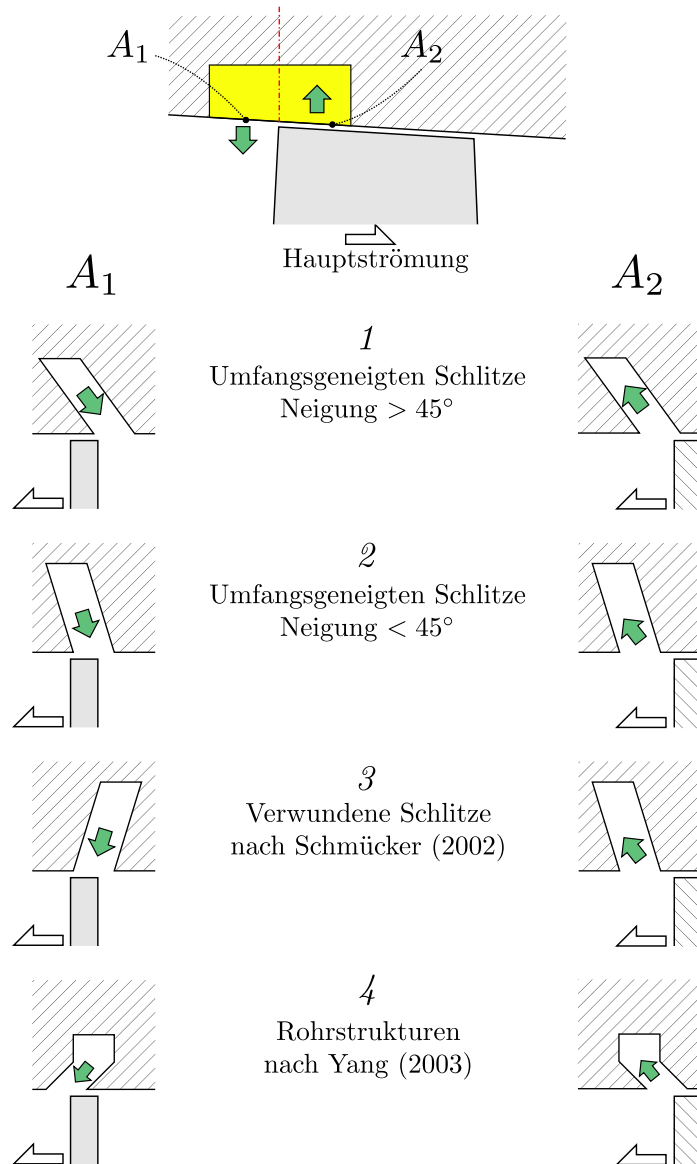 A₁ A₂
Hauptströmung
A₁ A₂
1
Umfangsgeneigten Schlitze
Neigung > 45°
2
Umfangsgeneigten Schlitze
Neigung < 45°
3
Verwundene Schlitze
nach Schmücker (2002)
4
Rohrstrukturen
nach Yang (2003)